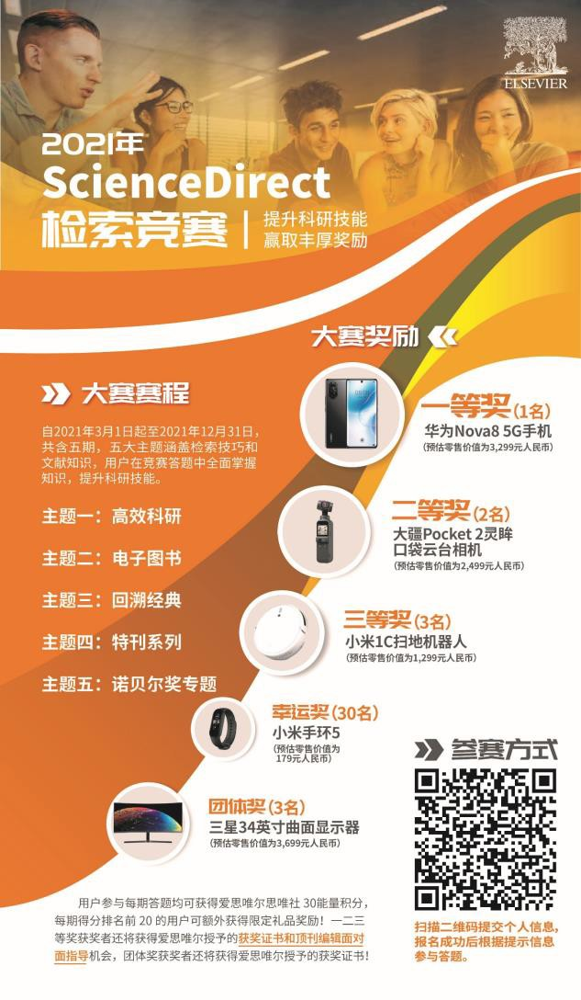 ELSEVIER
2021年
ScienceDirect
检索竞赛
提升科研技能
赢取丰厚奖励
大赛奖励
大赛赛程
自2021年3月1日起至2021年12月31日，
共含五期，五大主题涵盖检索技巧和
文献知识，用户在竞赛答题中全面掌握
知识，提升科研技能。
主题一：高效科研
主题二：电子图书
主题三：回溯经典
主题四：特刊系列
主题五：诺贝尔奖专题
一等奖（1名）
华为Nova8 5G手机
（预估零售价值为3,299元人民币）
二等奖（2名）
大疆Pocket 2灵眸
口袋云台相机
（预估零售价值为2,499元人民币）
三等奖（3名）
小米1C扫地机器人
（预估零售价值为1,299元人民币）
幸运奖（30名）
小米手环5
（预估零售价值为
179元人民币）
团体奖（3名）
三星34英寸曲面显示器
（预估零售价值为3,699元人民币）
参赛方式
扫描二维码提交个人信息，
报名成功后根据提示信息
参与答题。
用户参与每期答题均可获得爱思唯尔思唯社 30能量积分，
每期得分排名前 20 的用户可额外获得限定礼品奖励！一二三
等奖获奖者还将获得爱思唯尔授予的获奖证书和顶刊编辑面对
面指导机会，团体奖获奖者还将获得爱思唯尔授予的获奖证书！